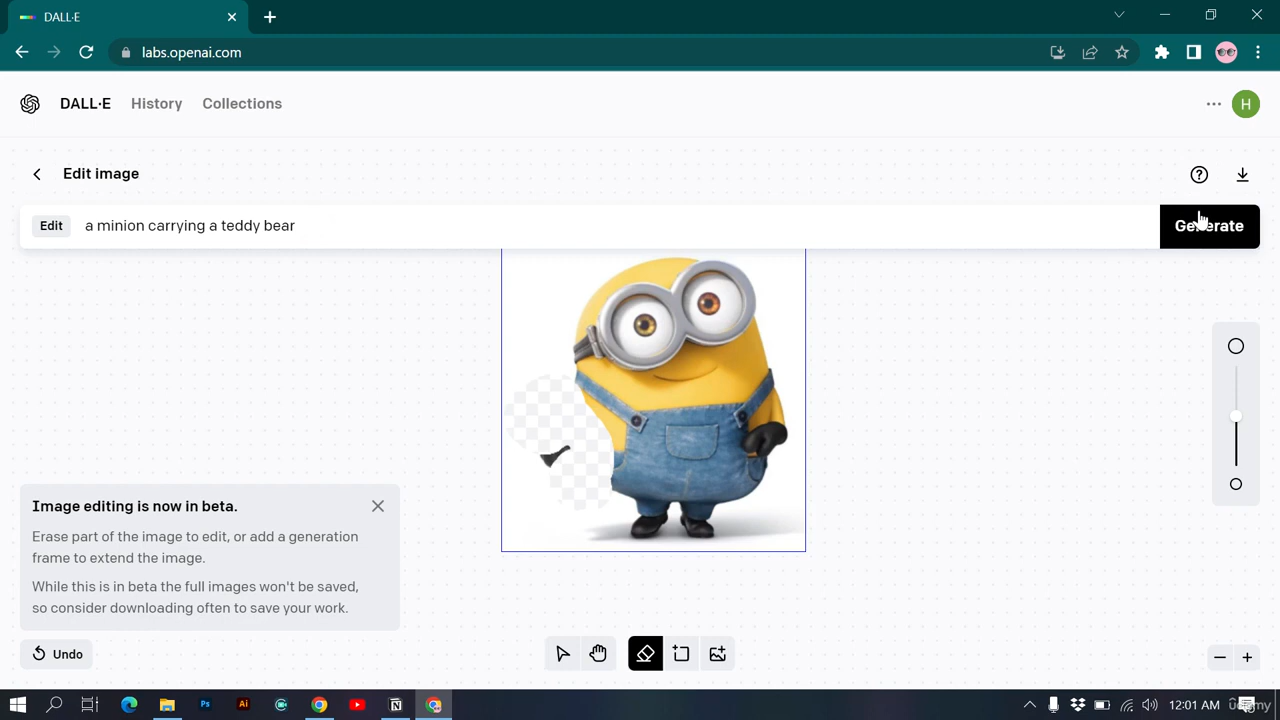 DALL·E
labs.openai.com
DALL·E History Collections
H
Edit image
Edit a minion carrying a teddy bear
Generate
Image editing is now in beta.
Erase part of the image to edit, or add a generation
frame to extend the image.
While this is in beta the full images won't be saved,
so consider downloading often to save your work.
Undo
Ps Ai
12:01 AM
ûdemy